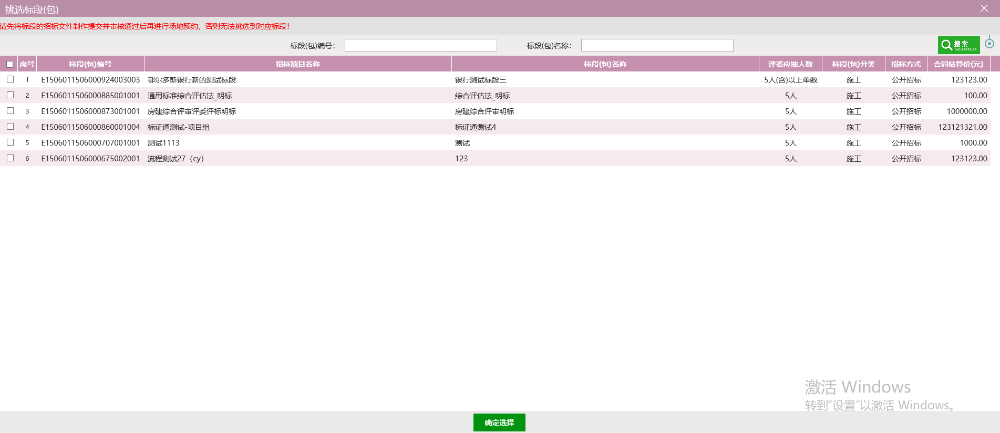 挑选标段(包)
请先将标段的招标文件制作提交并审核通过后再进行场地预约，否则无法挑选到对应标段！
标段(包)编号： 标段(包)名称： 搜索 SEARCH
序号 标段(包)编号 招标项目名称 标段(包)名称 评委应抽人数 标段(包)分类 招标方式 合同估算价(元)
1 E1506011506000924003003 鄂尔多斯银行新的测试标段 银行测试标段三 5人(含)以上单数 施工 公开招标 123123.00
2 E1506011506000885001001 通用标准综合评估法_明标 综合评估法_明标 5人 施工 公开招标 100.00
3 E1506011506000873001001 房建综合评审评委评标明标 房建综合评审明标 5人 施工 公开招标 1000000.00
4 E1506011506000860001004 标证通测试-项目组 标证通测试4 5人 施工 公开招标 123121321.00
5 E1506011506000707001001 测试1113 测试 5人 施工 公开招标 1000.00
6 E1506011506000675002001 流程测试27（cy） 123 5人 施工 公开招标 123123.00
激活 Windows
转到“设置”以激活 Windows。
确定选择